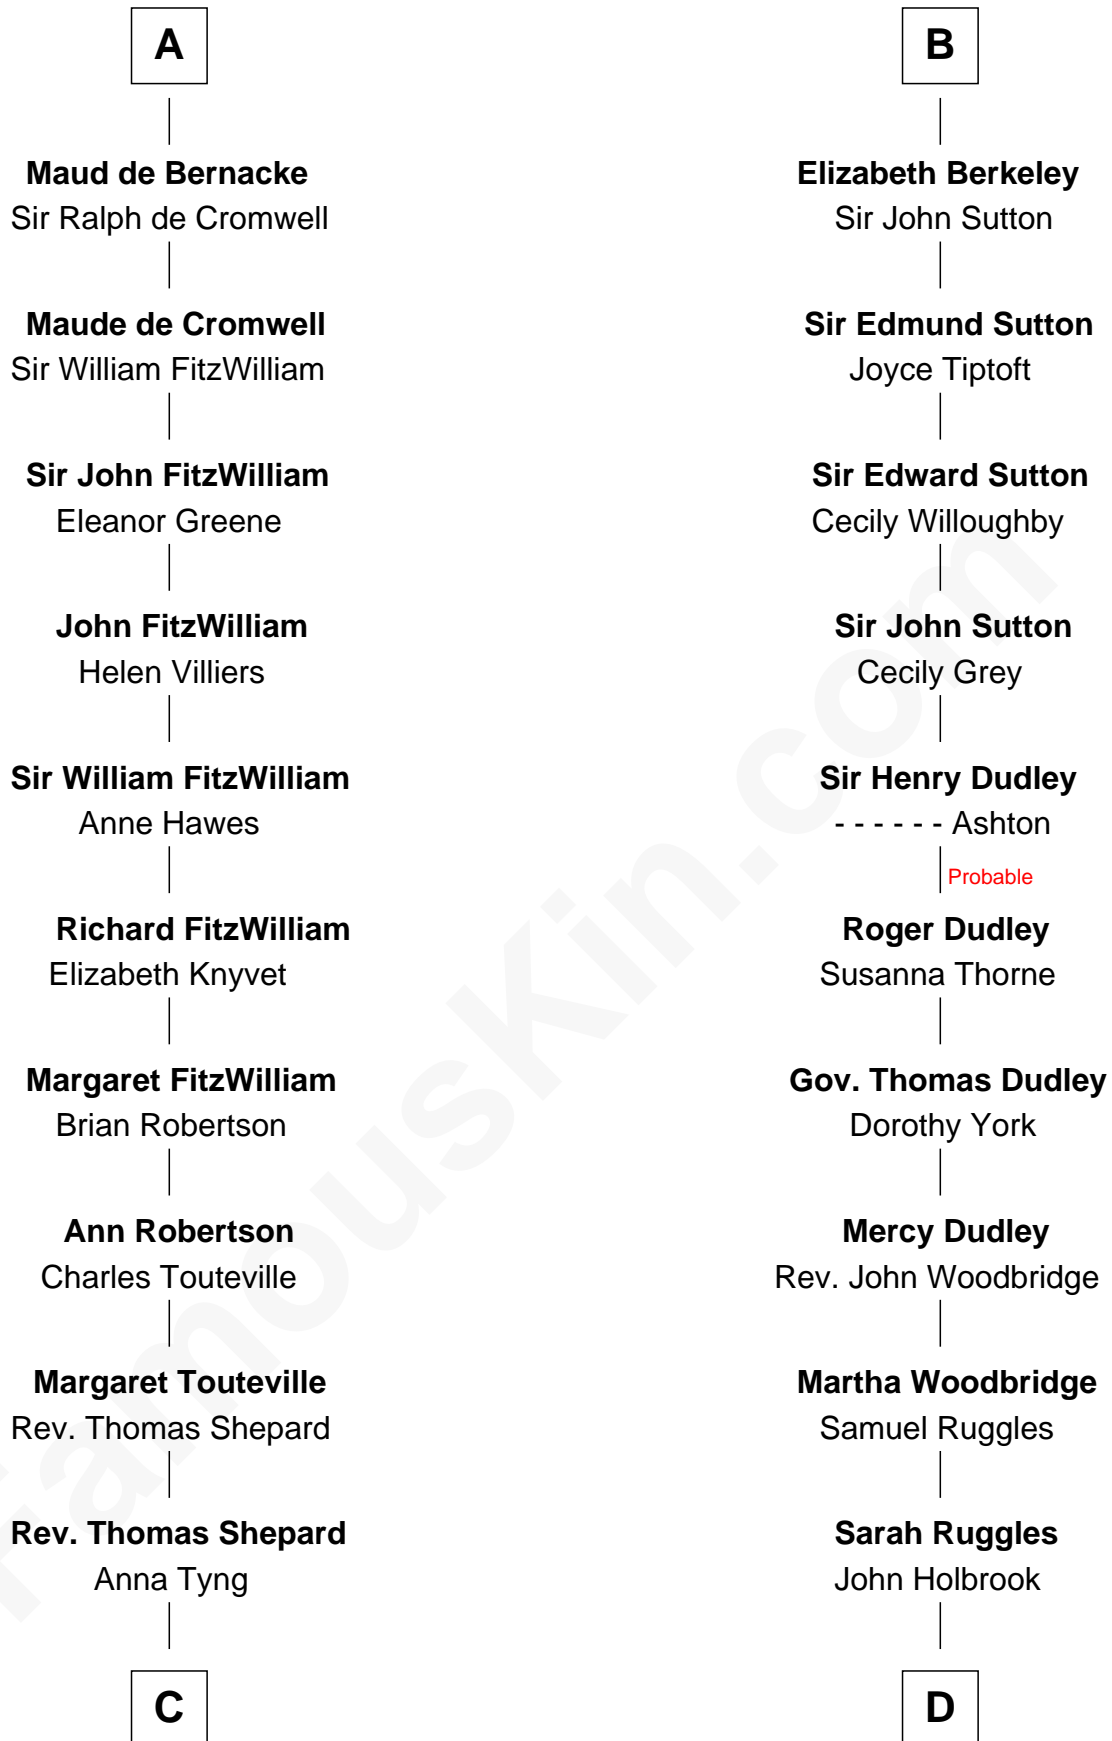 A
Maud de Bernacke
Sir Ralph de Cromwell
Maude de Cromwell
Sir William FitzWilliam
Sir John FitzWilliam
Eleanor Greene
John FitzWilliam
Helen Villiers
Sir William FitzWilliam
Anne Hawes
Richard FitzWilliam
Elizabeth Knyvet
Margaret FitzWilliam
Brian Robertson
Ann Robertson
Charles Touteville
Margaret Touteville
Rev. Thomas Shepard
Rev. Thomas Shepard
Anna Tyng
C
B
Elizabeth Berkeley
Sir John Sutton
Sir Edmund Sutton
Joyce Tiptoft
Sir Edward Sutton
Cecily Willoughby
Sir John Sutton
Cecily Grey
Sir Henry Dudley
- - - - - - Ashton
Probable
Roger Dudley
Susanna Thorne
Gov. Thomas Dudley
Dorothy York
Mercy Dudley
Rev. John Woodbridge
Martha Woodbridge
Samuel Ruggles
Sarah Ruggles
John Holbrook
D
FamousKin.com